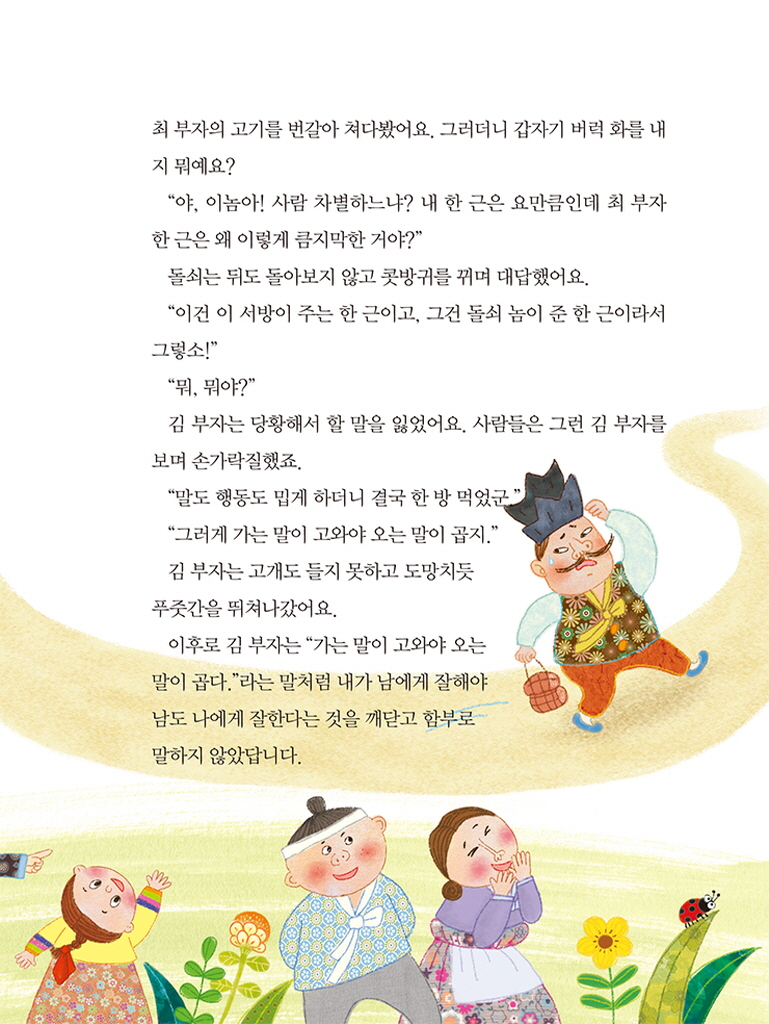 최 부자의 고기를 번갈아 쳐다봤어요. 그러더니 갑자기 버럭 화를 내
지 뭐예요?
“야, 이놈아! 사람 차별하느냐? 내 한 근은 요만큼인데 최 부자
한 근은 왜 이렇게 큼지막한 거야?”
돌쇠는 뒤도 돌아보지 않고 콧방귀를 뀌며 대답했어요.
“이건 이 서방이 주는 한 근이고, 그건 돌쇠 놈이 준 한 근이라서
그렇소!”
“뭐, 뭐야?”
김 부자는 당황해서 할 말을 잃었어요. 사람들은 그런 김 부자를
보며 손가락질했죠.
“말도 행동도 밉게 하더니 결국 한 방 먹었군.”
“그러게 가는 말이 고와야 오는 말이 곱지.”
김 부자는 고개도 들지 못하고 도망치듯
푸줏간을 뛰쳐나갔어요.
이후로 김 부자는 “가는 말이 고와야 오는
말이 곱다.”라는 말처럼 내가 남에게 잘해야
남도 나에게 잘한다는 것을 깨닫고 함부로
말하지 않았답니다.